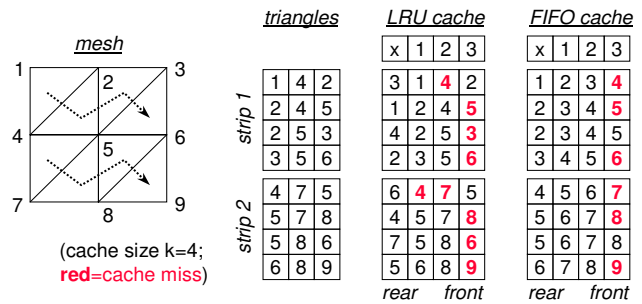 triangles LRU cache FIFO cache
mesh
x 1 2 3 x 1 2 3
1 2 3
4 5 6
7 8 9
strip 1
1 4 2 3 1 4 2 1 2 3 4
2 4 5 1 2 4 5 2 3 4 5
2 5 3 4 2 5 3 2 3 4 5
3 5 6 2 3 5 6 3 4 5 6
strip 2
4 7 5 6 4 7 5 4 5 6 7
5 7 8 4 5 7 8 5 6 7 8
5 8 6 7 5 8 6 5 6 7 8
6 8 9 5 6 8 9 6 7 8 9
(cache size k=4;
red=cache miss)
rear front rear front